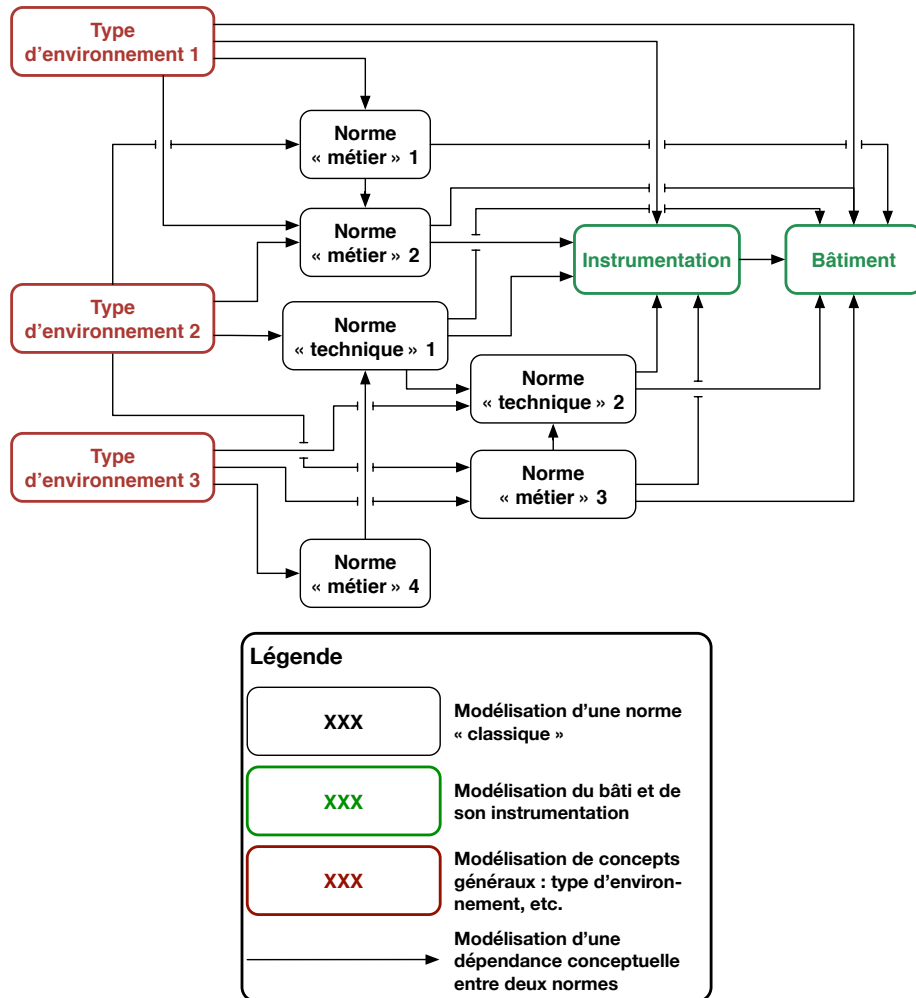 Type
d’environnement 1
Norme
« métier » 1
Norme
« métier » 2
Instrumentation
Bâtiment
Type
d’environnement 2
Norme
« technique » 1
Norme
« technique » 2
Type
d’environnement 3
Norme
« métier » 3
Norme
« métier » 4
Légende
XXX
Modélisation d’une norme
« classique »
XXX
Modélisation du bâti et de
son instrumentation
XXX
Modélisation de concepts
généraux : type d’environ-
nement, etc.
Modélisation d’une
dépendance conceptuelle
entre deux normes